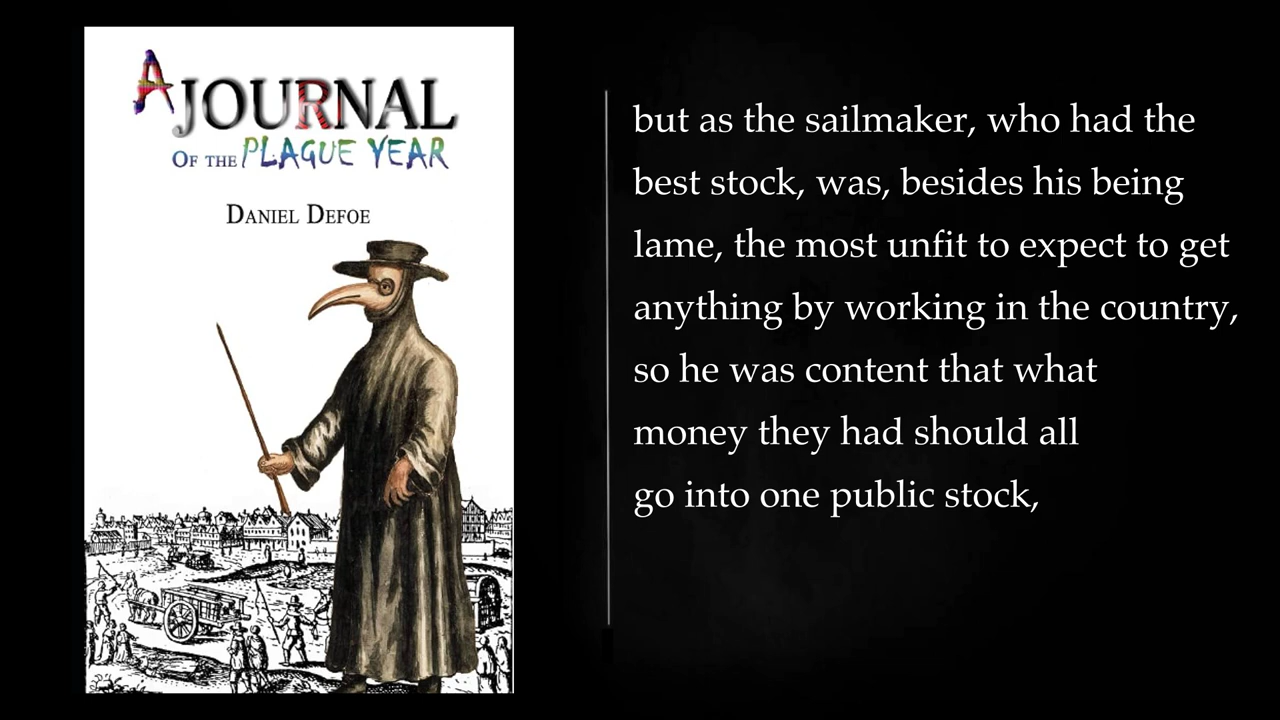 A JOURNAL
OF THE PLAGUE YEAR
DANIEL DEFOE
but as the sailmaker, who had the
best stock, was, besides his being
lame, the most unfit to expect to get
anything by working in the country,
so he was content that what
money they had should all
go into one public stock,